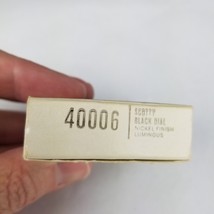 40006
BLACK DIAL
NICKEL FINISH
LUMINOUS